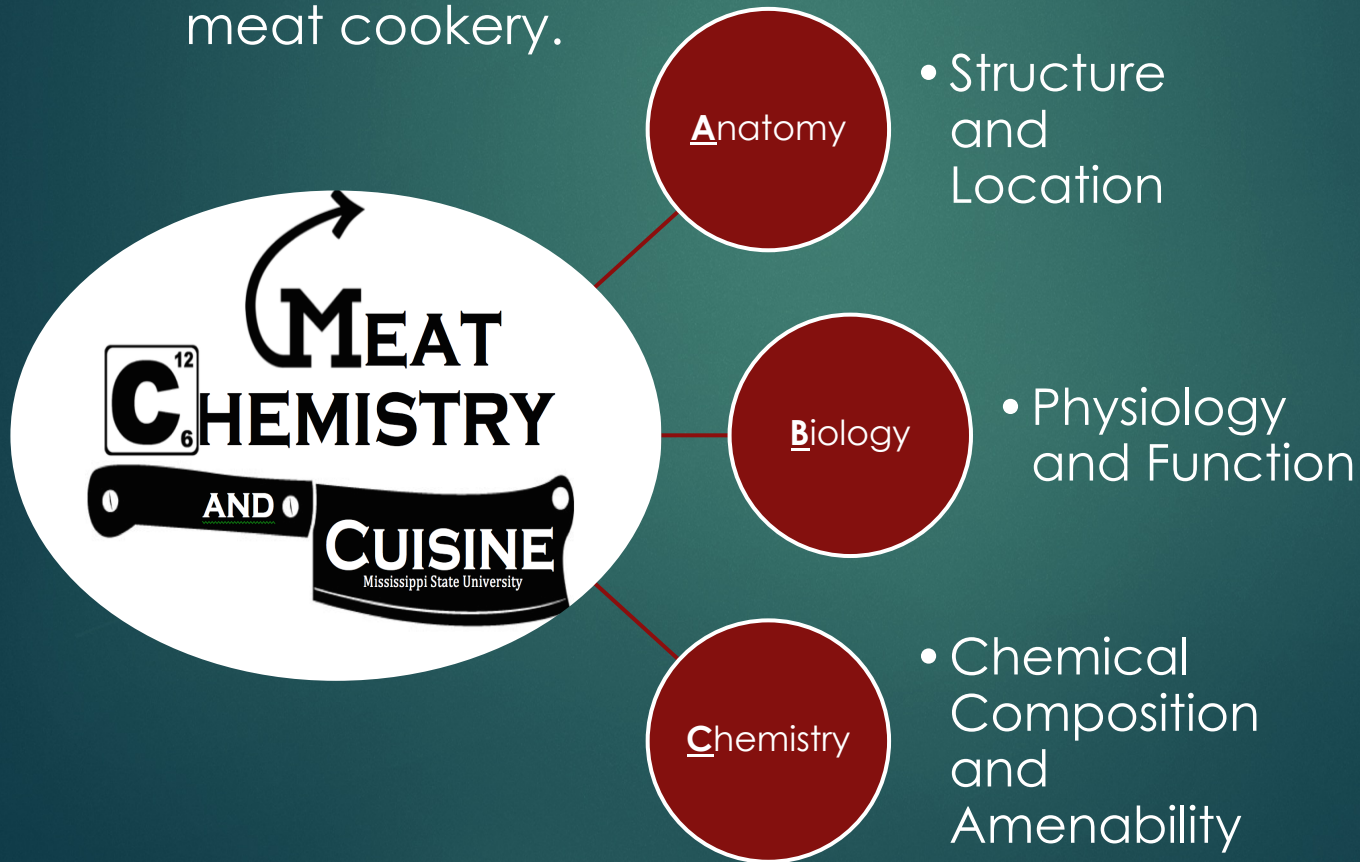 meat cookery.
Anatomy
• Structure
and
Location
MEAT
C 12 6
HEMISTRY
AND
CUISINE
Mississippi State University
Biology
• Physiology
and Function
Chemistry
• Chemical
Composition
and
Amenability